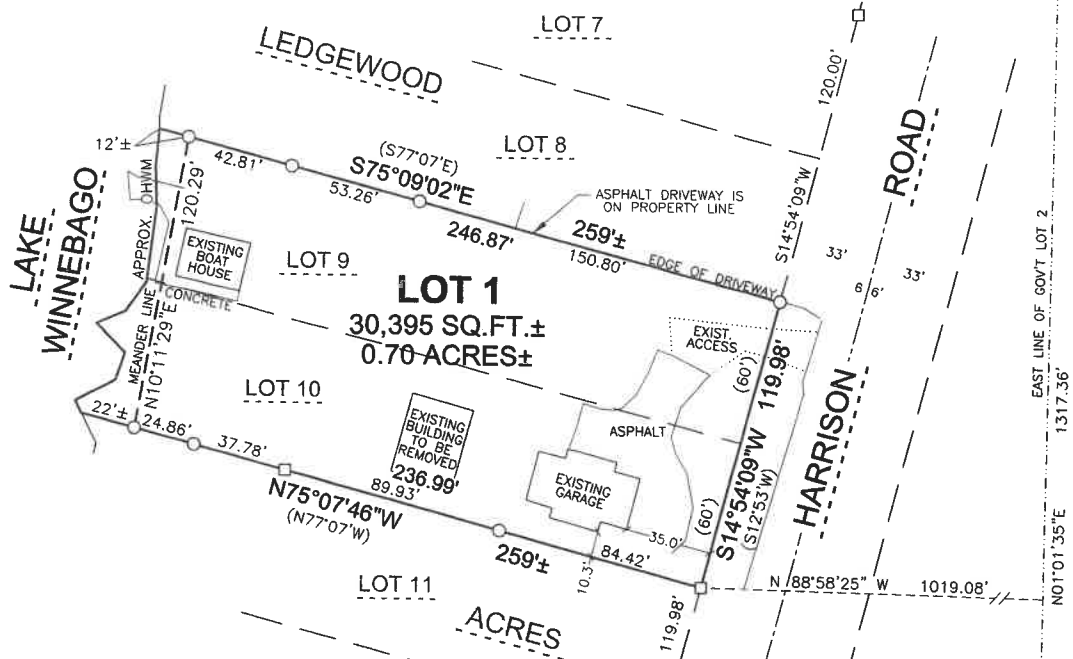 LOT 7
LEDGEWOOD
120.00'
ROAD
12'±
42.81'
(S77°07'E)
S75°09'02"E
LOT 8
53.26'
246.87'
ASPHALT DRIVEWAY IS
ON PROPERTY LINE
259'±
150.80'
EDGE OF DRIVEWAY
S14°54'09"W
33'
33'
66'
EAST LINE OF GOV'T LOT 2
1317.36'
N01°01'35"E
LAKE
WINNEBAGO
APPROX. OHWM
120.29'
EXISTING
BOAT
HOUSE
CONCRETE
MEANDER LINE
N10°11'29"E
LOT 9
LOT 1
30,395 SQ.FT.±
0.70 ACRES±
EXIST.
ACCESS
(60')
119.98'
LOT 10
EXISTING
BUILDING
TO BE
REMOVED
ASPHALT
EXISTING
GARAGE
S14°54'09"W
(60')
(S12°53'W)
HARRISON
22'±
24.86'
37.78'
236.99'
89.93'
N75°07'46"W
(N77°07'W)
259'±
84.42'
35.0'
10.3'
N 88°58'25" W
1019.08'
LOT 11
ACRES
119.98'